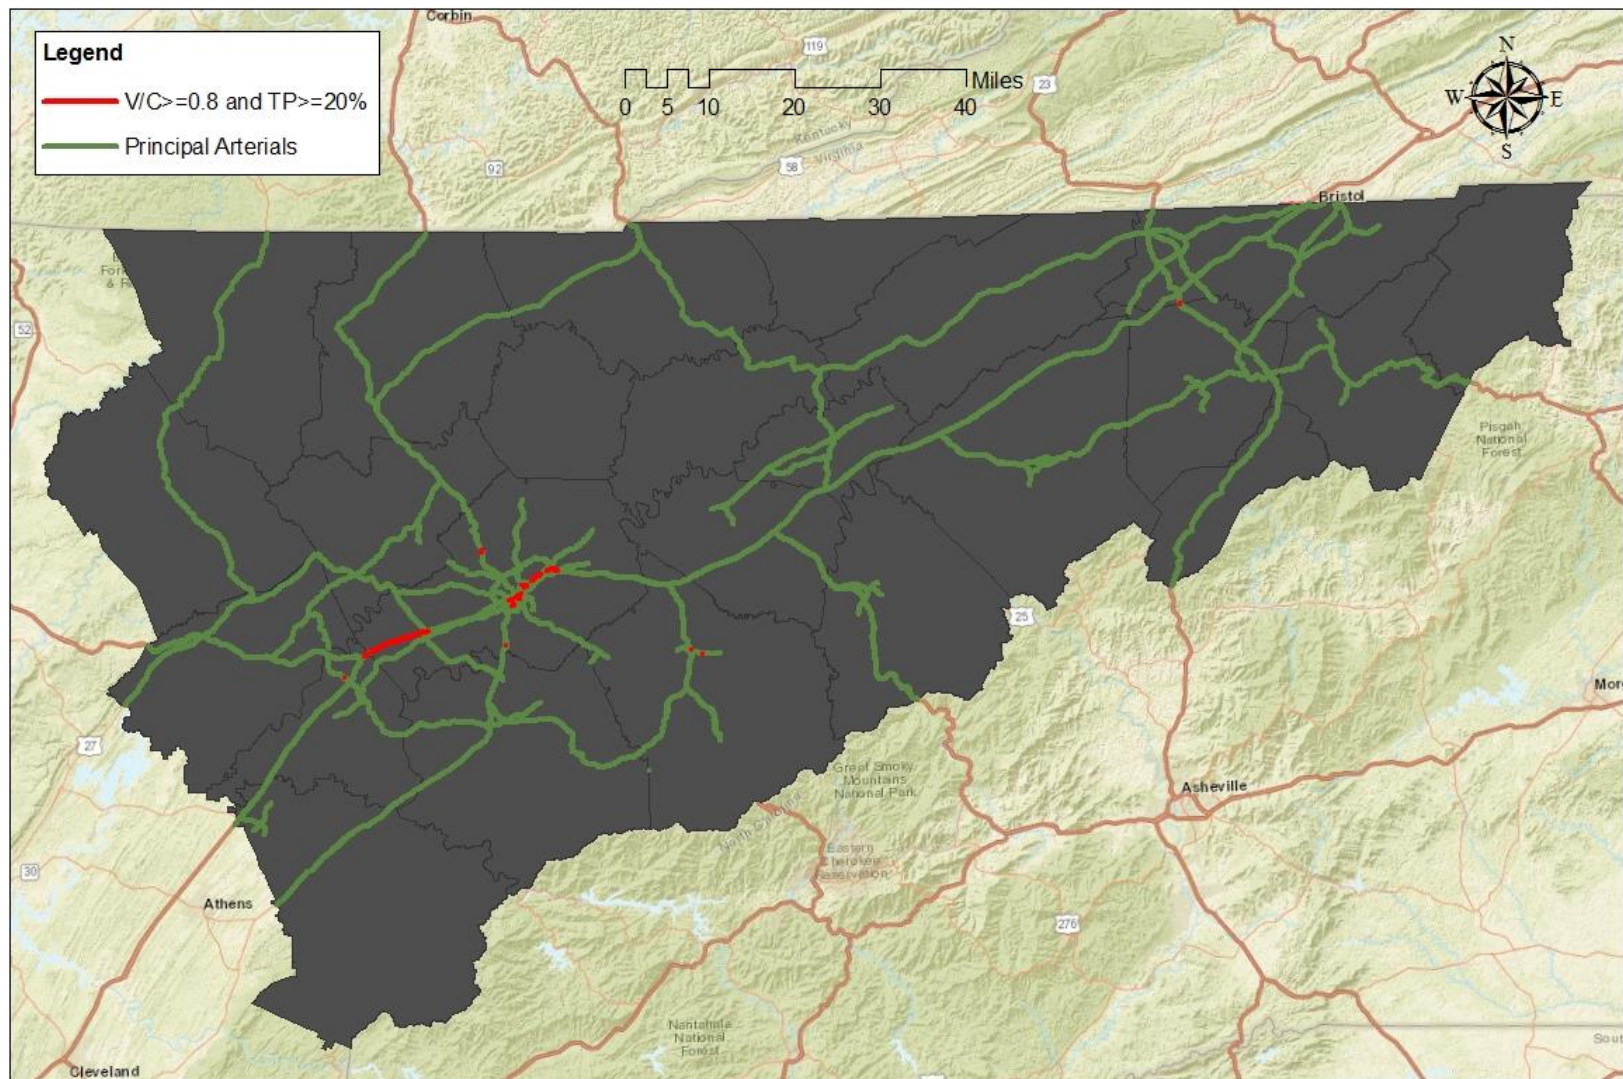 Corbin
Legend
V/C>=0.8 and TP>=20%
Principal Arterials
119
Miles
0 5 10 20 30 40
23
N
W E
S
92
Kentucky
Virginia
58
Bristol
52
Pisgah
National
Forest
25
27
Great Smoky
Mountains
National Park
Asheville
Eastern
Cherokee
Reservation
30
Athens
276
Nantahala
National
Forest
Cleveland